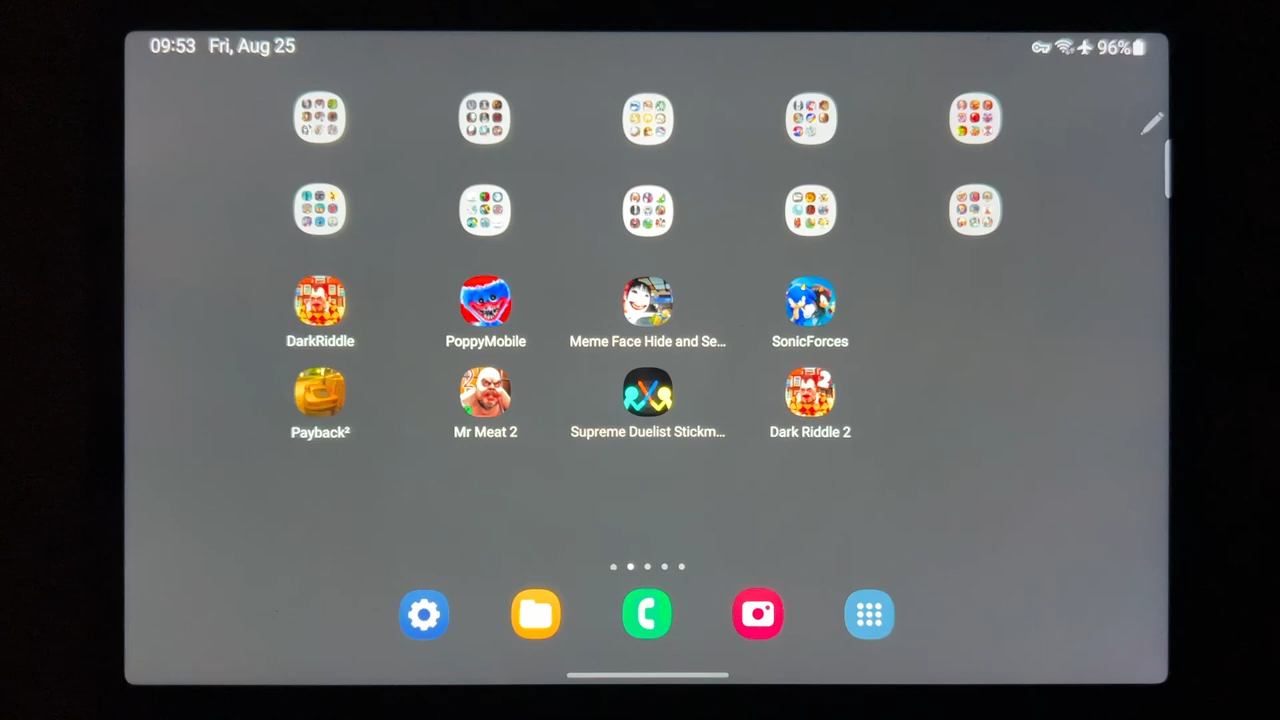 09:53 Fri, Aug 25
96%
DarkRiddle
PoppyMobile
Meme Face Hide and Se...
SonicForces
Payback²
Mr Meat 2
Supreme Duelist Stickm...
2
Dark Riddle 2